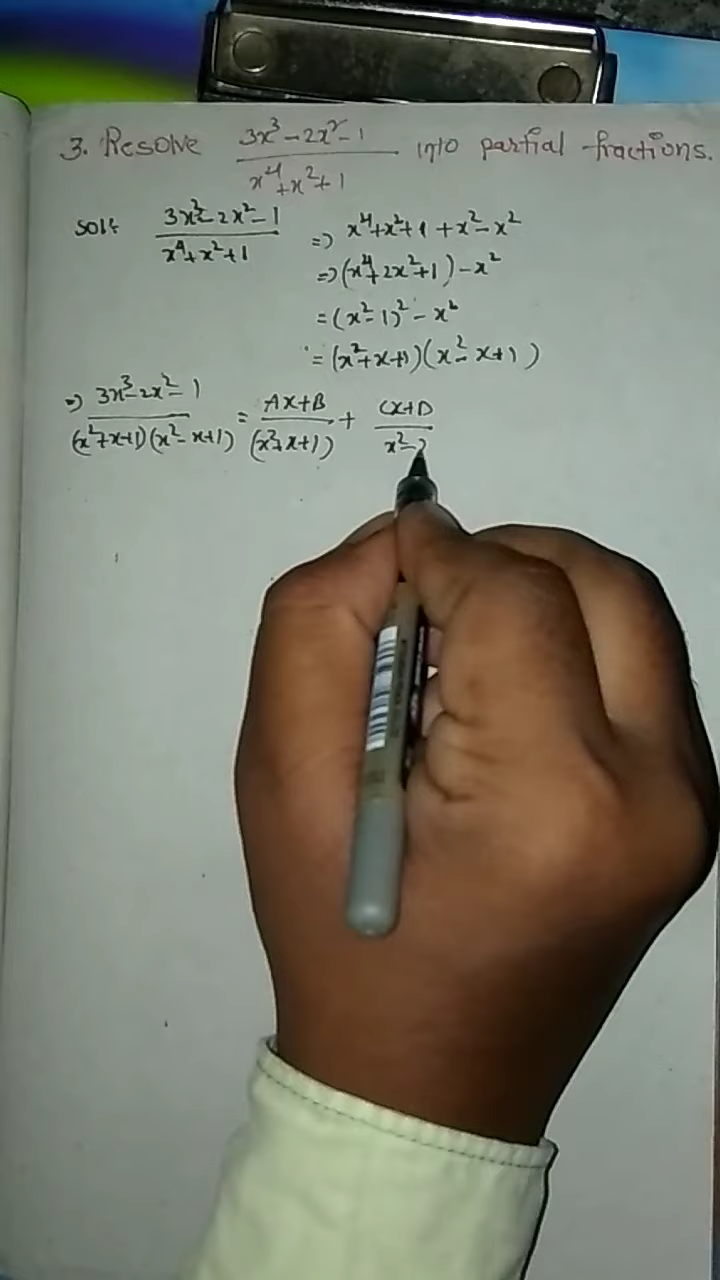 3. Resolve (3x³-2x²-1)/(x⁴+x²+1) into partial fractions.
Sol: (3x²-2x²-1)/(x⁴+x²+1) => x⁴+x²+1+x²-x²
=> (x⁴+2x²+1)-x²
= (x²-1)²-x²
= (x²+x+1)(x²-x+1)
=> (3x³-2x²-1)/((x²+x+1)(x²-x+1)) = (Ax+B)/(x²+x+1) + (Cx+D)/(x²-